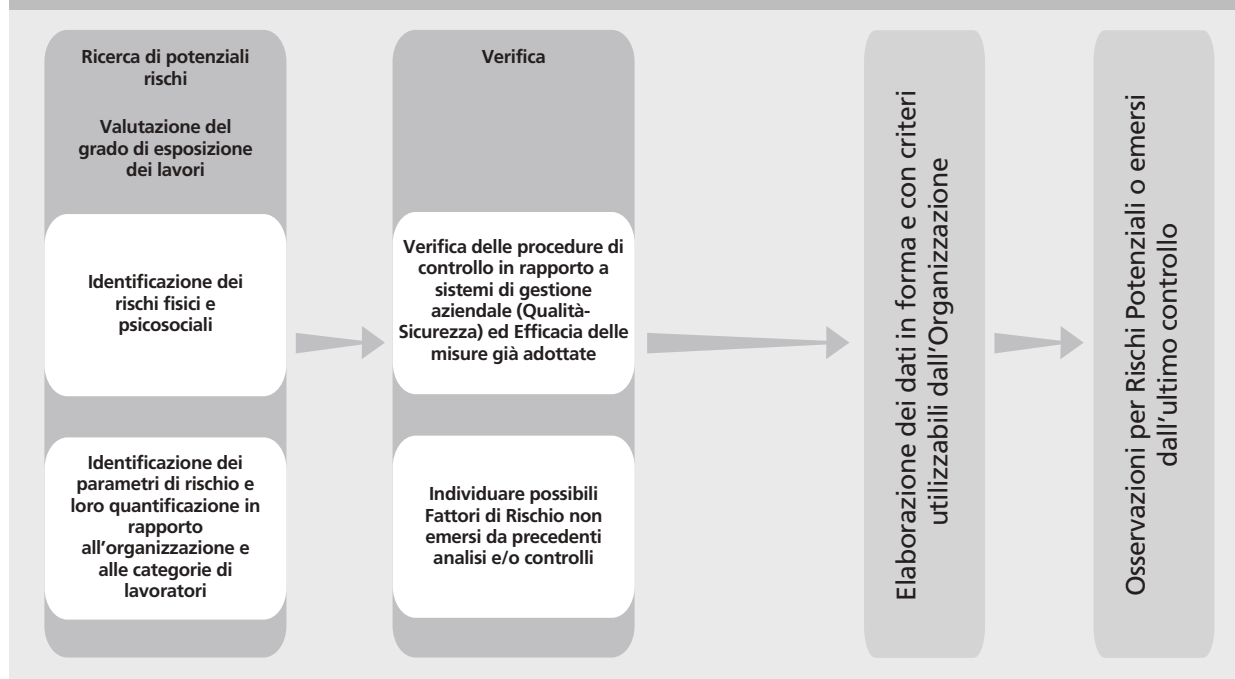 Ricerca di potenziali
rischi
Valutazione del
grado di esposizione
dei lavori
Identificazione dei
rischi fisici e
psicosociali
Identificazione dei
parametri di rischio e
loro quantificazione in
rapporto
all'organizzazione e
alle categorie di
lavoratori
Verifica
Verifica delle procedure di
controllo in rapporto a
sistemi di gestione
aziendale (Qualità-
Sicurezza) ed Efficacia delle
misure già adottate
Individuare possibili
Fattori di Rischio non
emersi da precedenti
analisi e/o controlli
Elaborazione dei dati in forma e con criteri
utilizzabili dall'Organizzazione
Osservazioni per Rischi Potenziali o emersi
dall'ultimo controllo